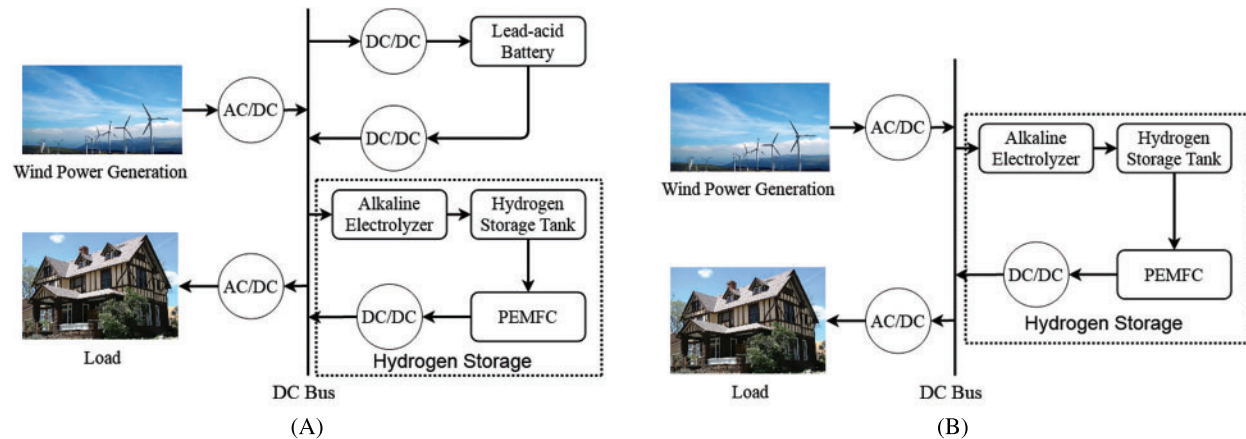 DC/DC
Lead-acid
Battery
AC/DC
DC/DC
Wind Power Generation
Alkaline
Electrolyzer
Hydrogen
Storage Tank
AC/DC
DC/DC
PEMFC
Hydrogen Storage
Load
DC Bus
(A)
AC/DC
Alkaline
Electrolyzer
Hydrogen
Storage Tank
Wind Power Generation
DC/DC
PEMFC
AC/DC
Hydrogen Storage
Load
DC Bus
(B)